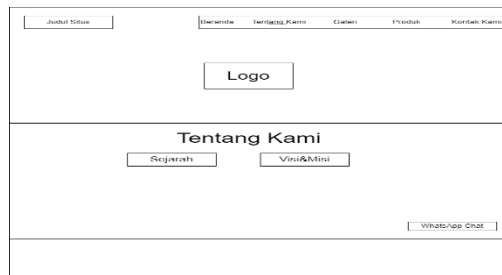 Judul Situs
Beranda Tentang Kami Galeri Produk Kontak Kami
Logo
Tentang Kami
Sejarah Visi&Misi
WhatsApp Chat